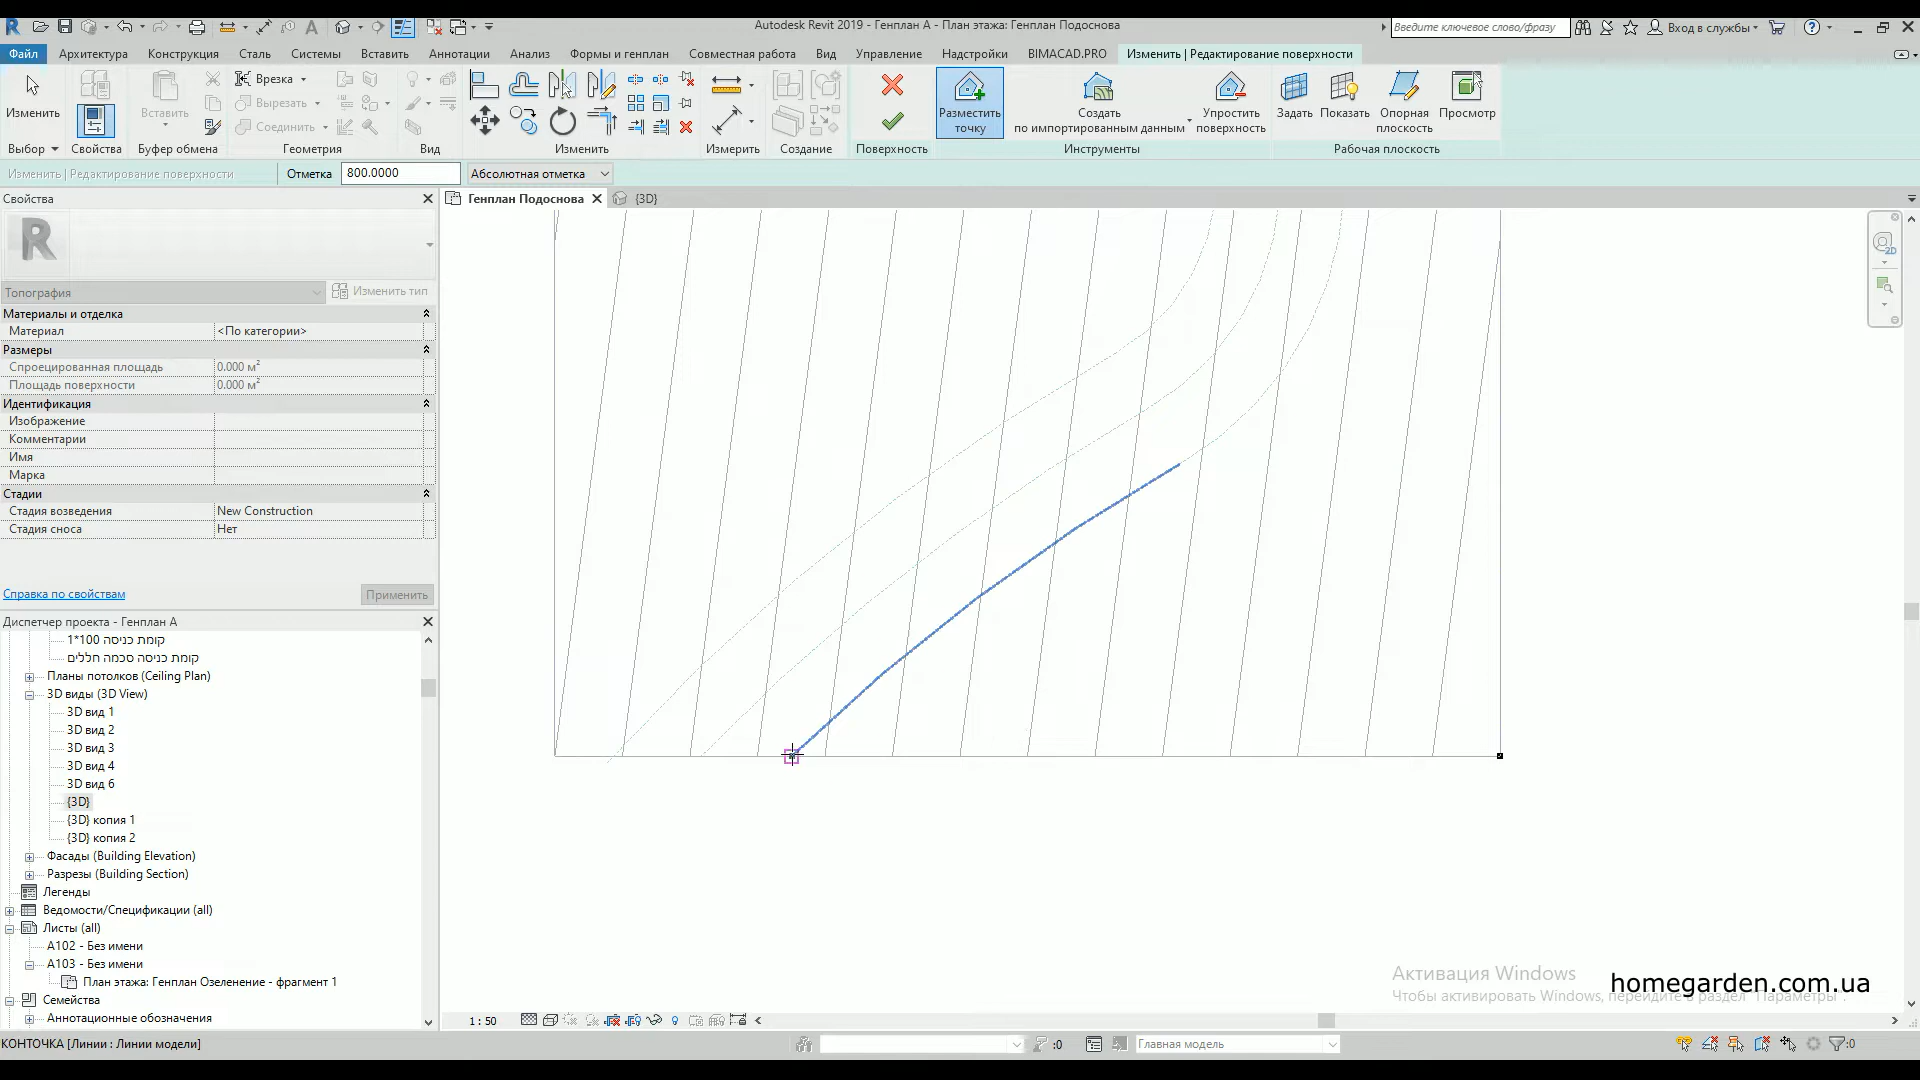 Autodesk Revit 2019 - Генплан А - План этажа: Генплан Подоснова
Введите ключевое слово/фразу
Вход в службы
Файл
Архитектура
Конструкция
Сталь
Системы
Вставить
Аннотации
Анализ
Формы и генплан
Совместная работа
Вид
Управление
Надстройки
BIMACAD.PRO
Изменить | Редактирование поверхности
Изменить
Вставить
Врезка
Вырезать
Соединить
Разместить
точку
Создать
по импортированным данным
Упростить
поверхность
Задать
Показать
Опорная
плоскость
Просмотр
Выбор
Свойства
Буфер обмена
Геометрия
Вид
Изменить
Измерить
Создание
Поверхность
Инструменты
Рабочая плоскость
Изменить | Редактирование поверхности
Отметка
800.0000
Абсолютная отметка
Свойства
Генплан Подоснова
{3D}
R
2D
Топография
Изменить тип
Материалы и отделка
Материал <По категории>
Размеры
Спроецированная площадь 0.000 м²
Площадь поверхности 0.000 м²
Идентификация
Изображение
Комментарии
Имя
Марка
Стадии
Стадия возведения New Construction
Стадия сноса Нет
Справка по свойствам
Применить
Диспетчер проекта - Генплан А
קומת כניסה 100*1
קומת כניסה סכמה חללים
Планы потолков (Ceiling Plan)
3D виды (3D View)
3D вид 1
3D вид 2
3D вид 3
3D вид 4
3D вид 6
{3D}
{3D} копия 1
{3D} копия 2
Фасады (Building Elevation)
Разрезы (Building Section)
Легенды
Ведомости/Спецификации (all)
Листы (all)
A102 - Без имени
A103 - Без имени
План этажа: Генплан Озеленение - фрагмент 1
Семейства
Аннотационные обозначения
Активация Windows
Чтобы активировать Windows, перейдите в раздел "Параметры".
homegarden.com.ua
1 : 50
КОНТОЧКА [Линии : Линии модели]
:0
Главная модель
:0